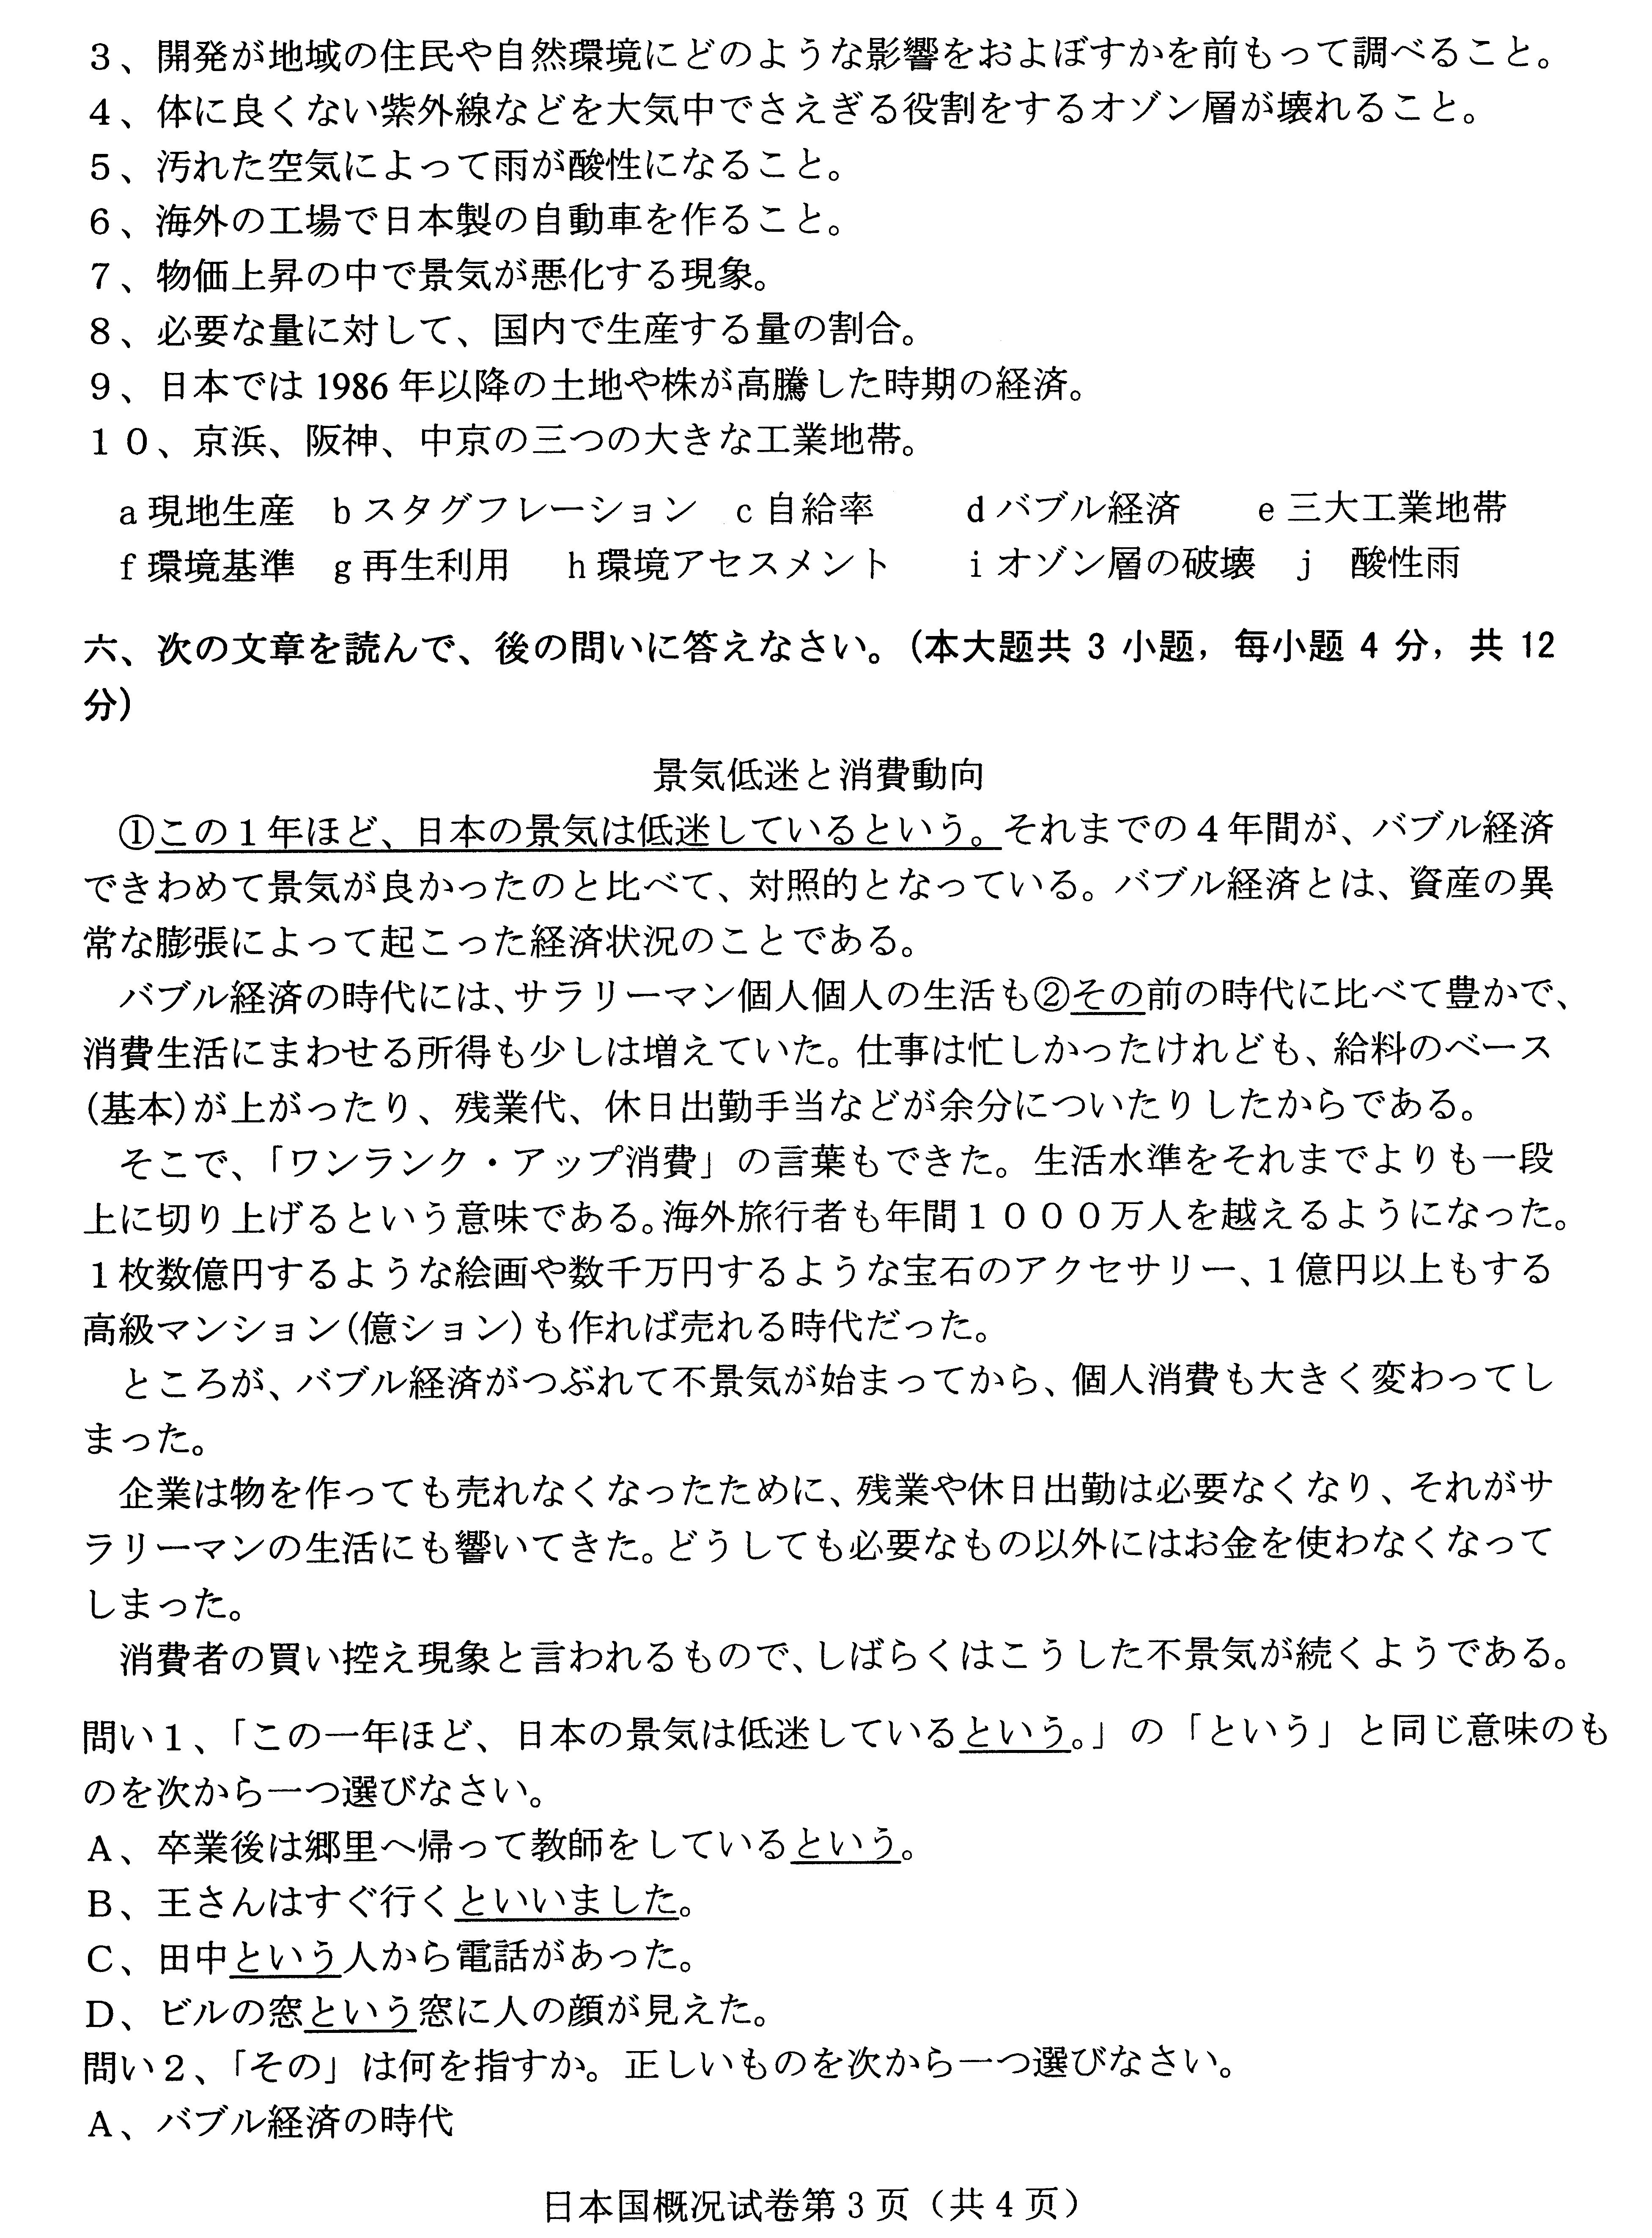 ３、開発が地域の住民や自然環境にどのような影響をおよぼすかを前もって調べること。
４、体に良くない紫外線などを大気中でさえぎる役割をするオゾン層が壊れること。
５、汚れた空気によって雨が酸性になること。
６、海外の工場で日本製の自動車を作ること。
７、物価上昇の中で景気が悪化する現象。
８、必要な量に対して、国内で生産する量の割合。
９、日本では 1986 年以降の土地や株が高騰した時期の経済。
１０、京浜、阪神、中京の三つの大きな工業地帯。
a 現地生産 b スタグフレーション c 自給率 d バブル経済 e 三大工業地帯
f 環境基準 g 再生利用 h 環境アセスメント i オゾン層の破壊 j 酸性雨
六、次の文章を読んで、後の問いに答えなさい。（本大题共 3 小题，每小题 4 分，共 12
分）
景気低迷と消費動向
①この１年ほど、日本の景気は低迷しているという。それまでの４年間が、バブル経済
できわめて景気が良かったのと比べて、対照的となっている。バブル経済とは、資産の異
常な膨張によって起こった経済状況のことである。
バブル経済の時代には、サラリーマン個人個人の生活も②その前の時代に比べて豊かで、
消費生活にまわせる所得も少しは増えていた。仕事は忙しかったけれども、給料のベース
(基本)が上がったり、残業代、休日出勤手当などが余分についたりしたからである。
そこで、「ワンランク・アップ消費」の言葉もできた。生活水準をそれまでよりも一段
上に切り上げるという意味である。海外旅行者も年間１０００万人を越えるようになった。
１枚数億円するような絵画や数千万円するような宝石のアクセサリー、１億円以上もする
高級マンション(億ション)も作れば売れる時代だった。
ところが、バブル経済がつぶれて不景気が始まってから、個人消費も大きく変わってし
まった。
企業は物を作っても売れなくなったために、残業や休日出勤は必要なくなり、それがサ
ラリーマンの生活にも響いてきた。どうしても必要なもの以外にはお金を使わなくなって
しまった。
消費者の買い控え現象と言われるもので、しばらくはこうした不景気が続くようである。
問い１、「この一年ほど、日本の景気は低迷しているという。」の「という」と同じ意味のも
のを次から一つ選びなさい。
Ａ、卒業後は郷里へ帰って教師をしているという。
Ｂ、王さんはすぐ行くといいました。
Ｃ、田中という人から電話があった。
Ｄ、ビルの窓という窓に人の顔が見えた。
問い２、「その」は何を指すか。正しいものを次から一つ選びなさい。
Ａ、バブル経済の時代
日本国概况试卷第 3 页（共 4 页）